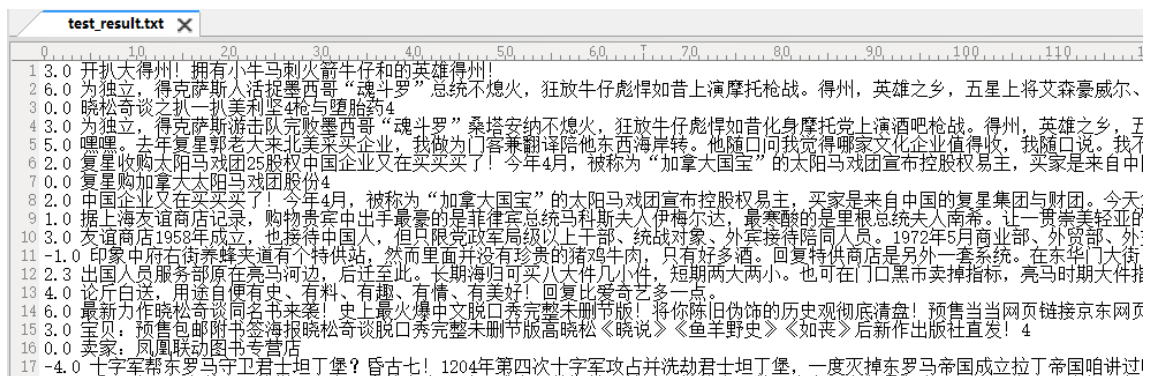 test_result.txt
0 10 20 30 40 50 60 70 80 90 100 110 1
1 3.0 开扒大得州！拥有小牛马刺火箭牛仔和的英雄得州！
2 6.0 为独立，得克萨斯人活捉墨西哥“魂斗罗”总统不熄火，狂放牛仔彪悍如昔上演摩托枪战。得州，英雄之乡，五星上将艾森豪威尔、
3 0.0 晓松奇谈之扒一扒美利坚4枪与堕胎药4
4 3.0 为独立，得克萨斯游击队完败墨西哥“魂斗罗”桑塔安纳不熄火，狂放牛仔彪悍如昔化身摩托党上演酒吧枪战。得州，英雄之乡，五
5 5.0 嘿嘿。去年复星郭老大来北美采买企业，我做为门客兼翻译陪他东西海岸转。他随口问我觉得哪家文化企业值得收，我随口说。我不
6 2.0 复星收购太阳马戏团25股权中国企业又在买买买了！今年4月，被称为“加拿大国宝”的太阳马戏团宣布控股权易主，买家是来自中
7 0.0 复星购加拿大太阳马戏团股份4
8 2.0 中国企业又在买买买了！今年4月，被称为“加拿大国宝”的太阳马戏团宣布控股权易主，买家是来自中国的复星集团与财团。今天
9 1.0 据上海友谊商店记录，购物贵宾中出手最豪的是菲律宾总统马科斯夫人伊梅尔达，最寒酸的是里根总统夫人南希。让一贯崇美轻亚的
10 3.0 友谊商店1958年成立，也接待中国人，但只限党政军局级以上干部、统战对象、外宾接待陪同人员。1972年5月商业部、外贸部、外
11 -1.0 印象中府右街养蜂夹道有个特供站，然而里面并没有珍贵的猪鸡牛肉，只有好多酒。回复特供商店是另外一套系统。在东华门大街
12 2.3 出国人员服务部原在亮马河边，后迁至此。长期海归可买八大件几小件，短期两大两小。也可在门口黑市卖掉指标，亮马时期大件指
13 4.0 论斤白送，用途自便有史、有料、有趣、有情、有美好！回复比爱奇艺多一点。
14 6.0 最新力作晓松奇谈同名书来袭！史上最火爆中文脱口秀完整未删节版！将你陈旧伪饰的历史观彻底清盘！预售当当网页链接京东网页
15 3.0 宝贝：预售包邮附书签海报晓松奇谈脱口秀完整未删节版高晓松《晓说》《鱼羊野史》《如丧》后新作出版社直发！4
16 0.0 卖家：凤凰联动图书专营店
17 -4.0 十字军帮东罗马守卫君士坦丁堡？昏古七！1204年第四次十字军攻占并洗劫君士坦丁堡，一度灭掉东罗马帝国成立拉丁帝国咱讲过